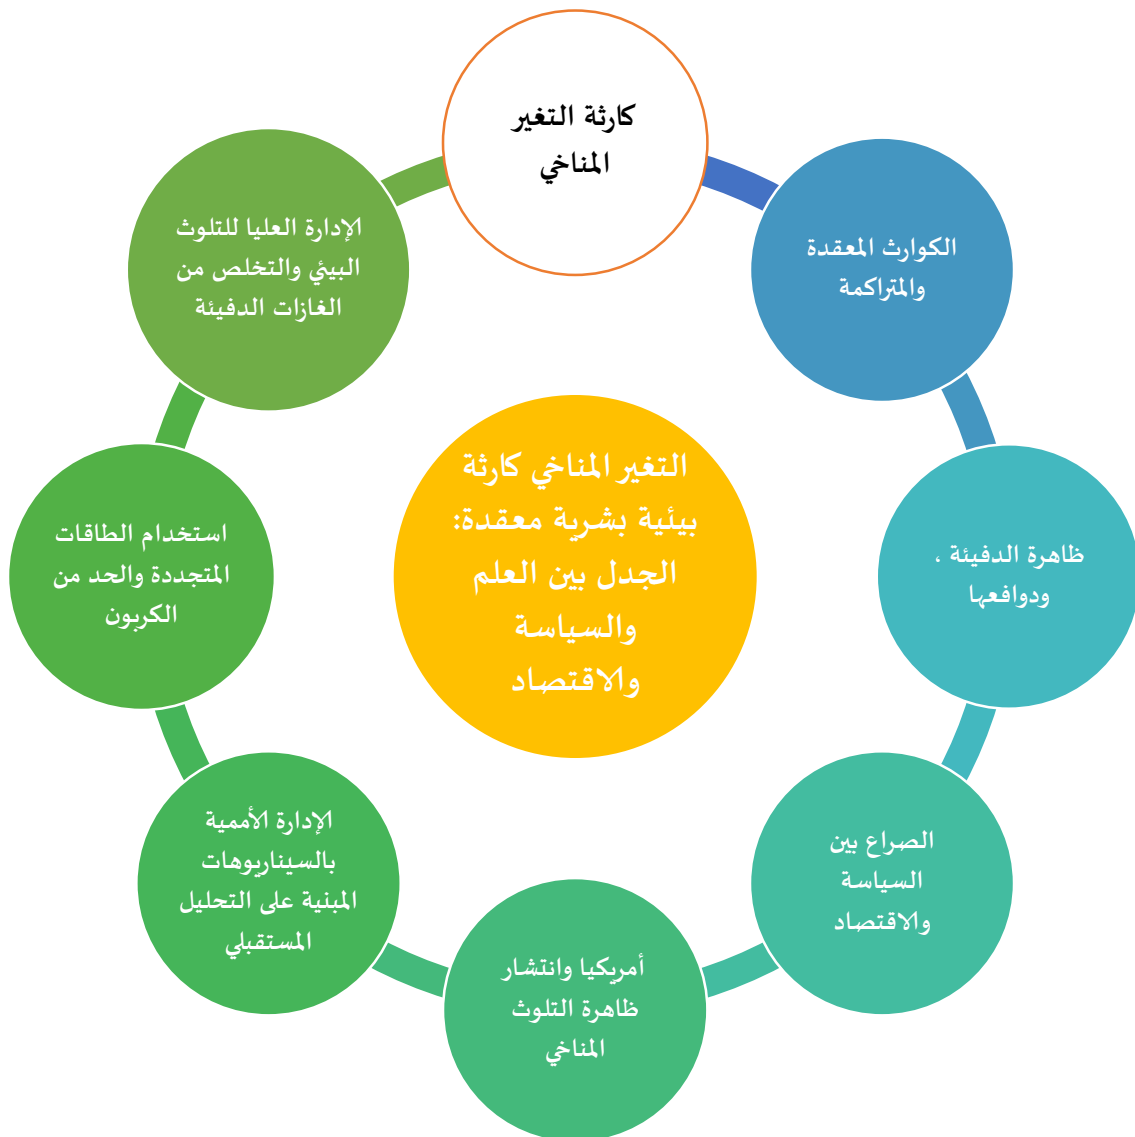 كارثة التغير
المناخي
الكوارث المعقدة
والمتراكمة
ظاهرة الدفيئة ،
ودوافعها
الصراع بين
السياسة
والاقتصاد
أمريكيا وانتشار
ظاهرة التلوث
المناخي
الإدارة الأممية
بالسيناريوهات
المبنية على التحليل
المستقبلي
استخدام الطاقات
المتجددة والحد من
الكربون
الإدارة العليا للتلوث
البيئي والتخلص من
الغازات الدفيئة
التغير المناخي كارثة
بيئية بشرية معقدة:
الجدل بين العلم
والسياسة
والاقتصاد